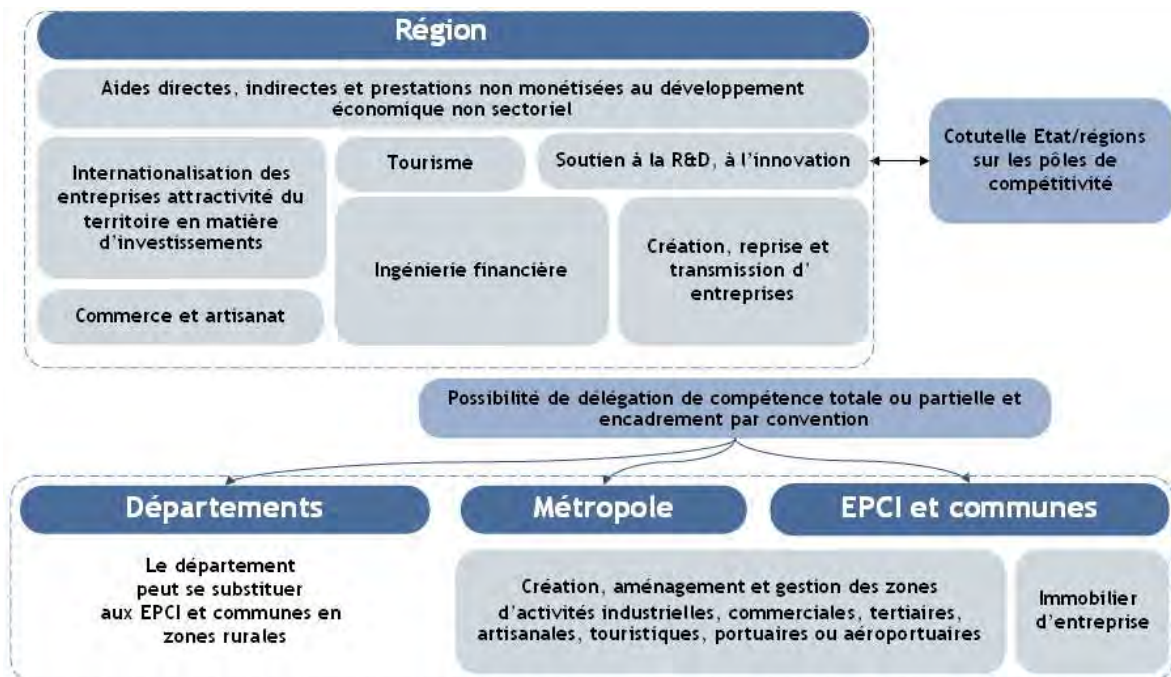 Région
Aides directes, indirectes et prestations non monétisées au développement
économique non sectoriel
Internationalisation des
entreprises attractivité du
territoire en matière
d'investissements
Tourisme
Soutien à la R&D, à l'innovation
Cotutelle Etat/régions
sur les pôles de
compétitivité
Ingénierie financière
Création, reprise et
transmission d'
entreprises
Commerce et artisanat
Possibilité de délégation de compétence totale ou partielle et
encadrement par convention
Départements
Métropole
EPCI et communes
Le département
peut se substituer
aux EPCI et communes en
zones rurales
Création, aménagement et gestion des zones
d'activités industrielles, commerciales, tertiaires,
artisanales, touristiques, portuaires ou aéroportuaires
Immobilier
d'entreprise